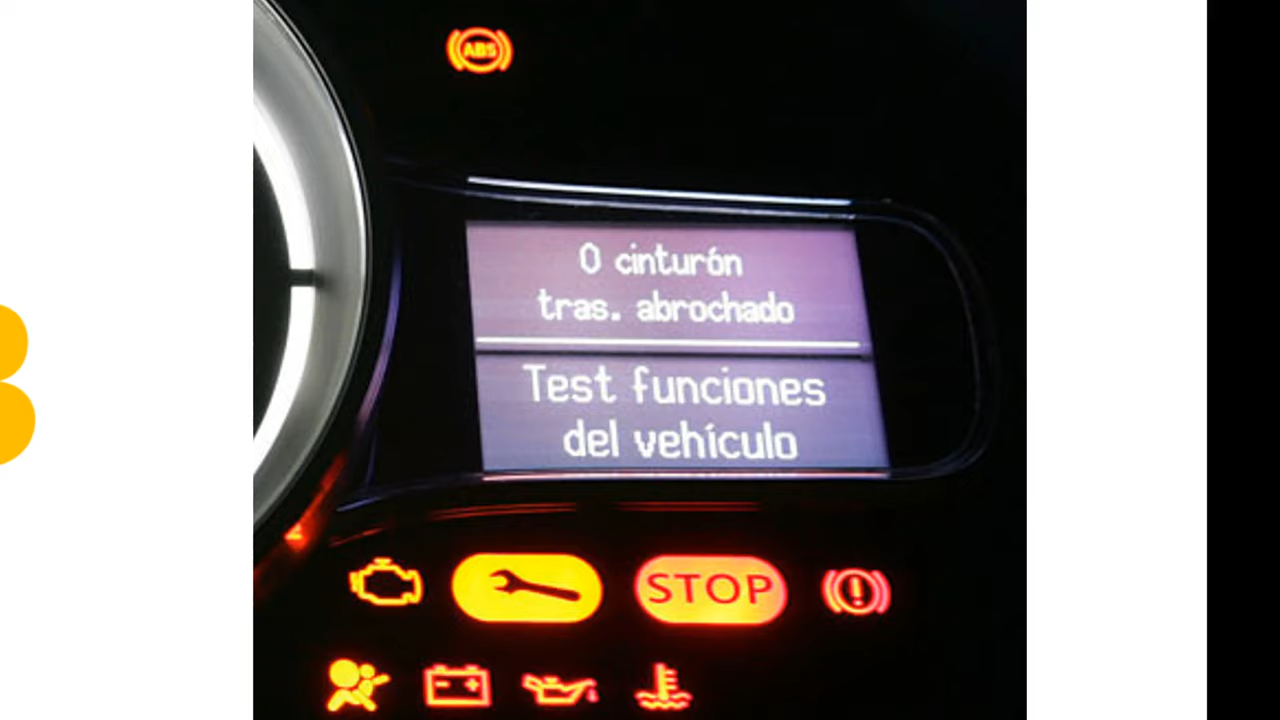 ABS
0 cinturón
tras. abrochado
Test funciones
del vehículo
STOP